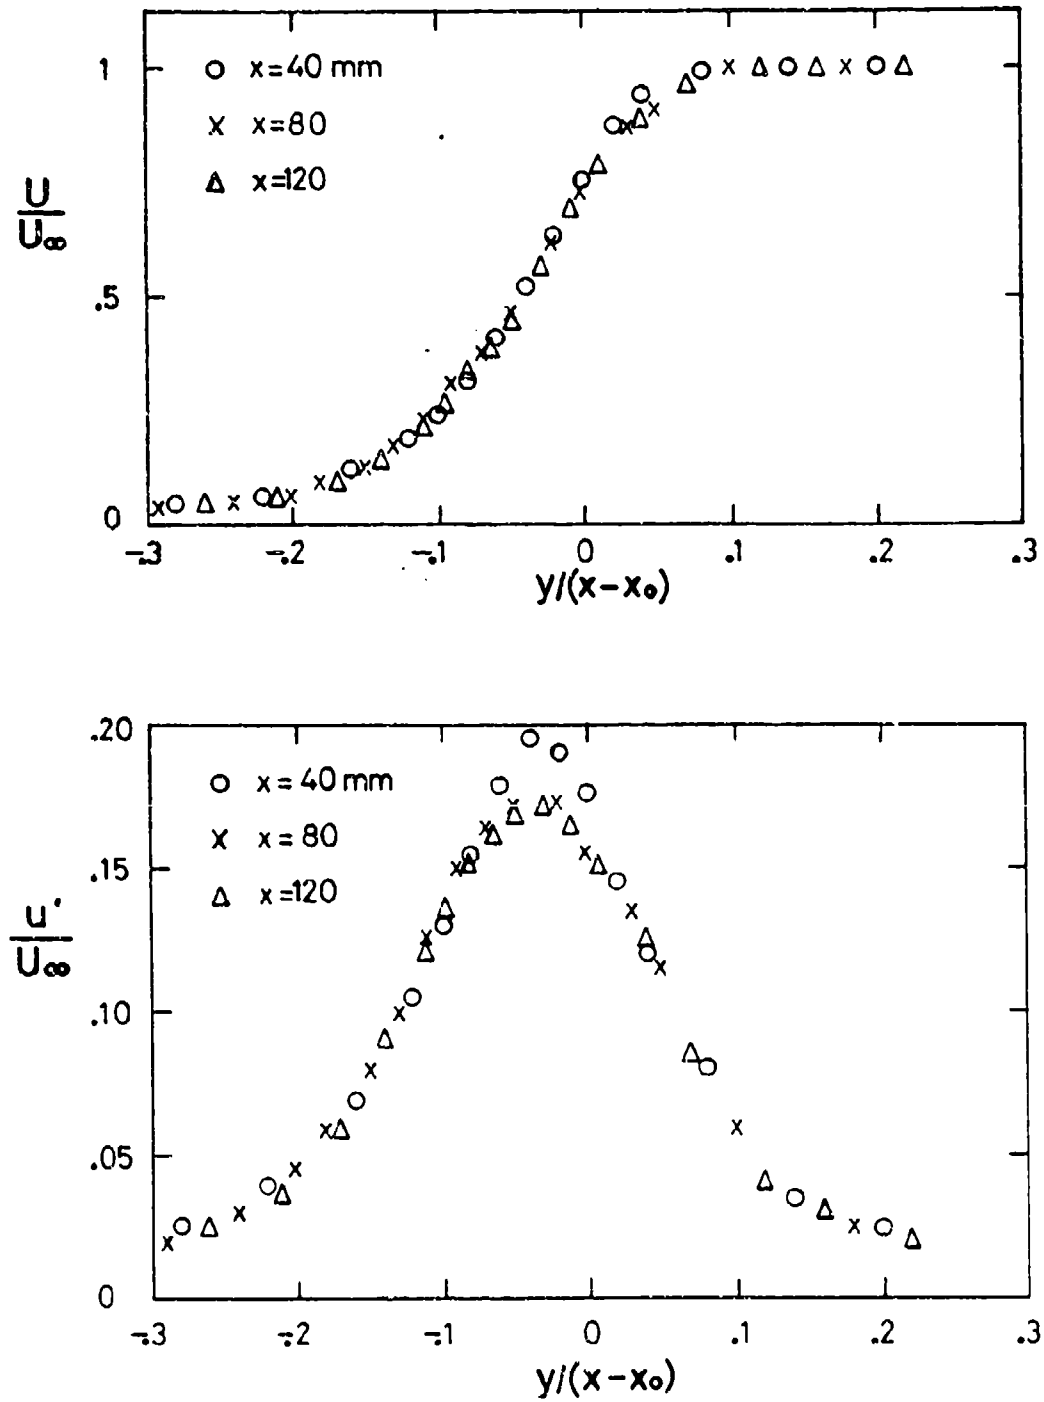 1
.5
0
U
U∞
○ x=40 mm
× x=80
△ x=120
-.3 -.2 -.1 0 .1 .2 .3
y/(x-x₀)
.20
.15
.10
.05
0
u'
U∞
○ x=40 mm
× x=80
△ x=120
-.3 -.2 -.1 0 .1 .2 .3
y/(x-x₀)